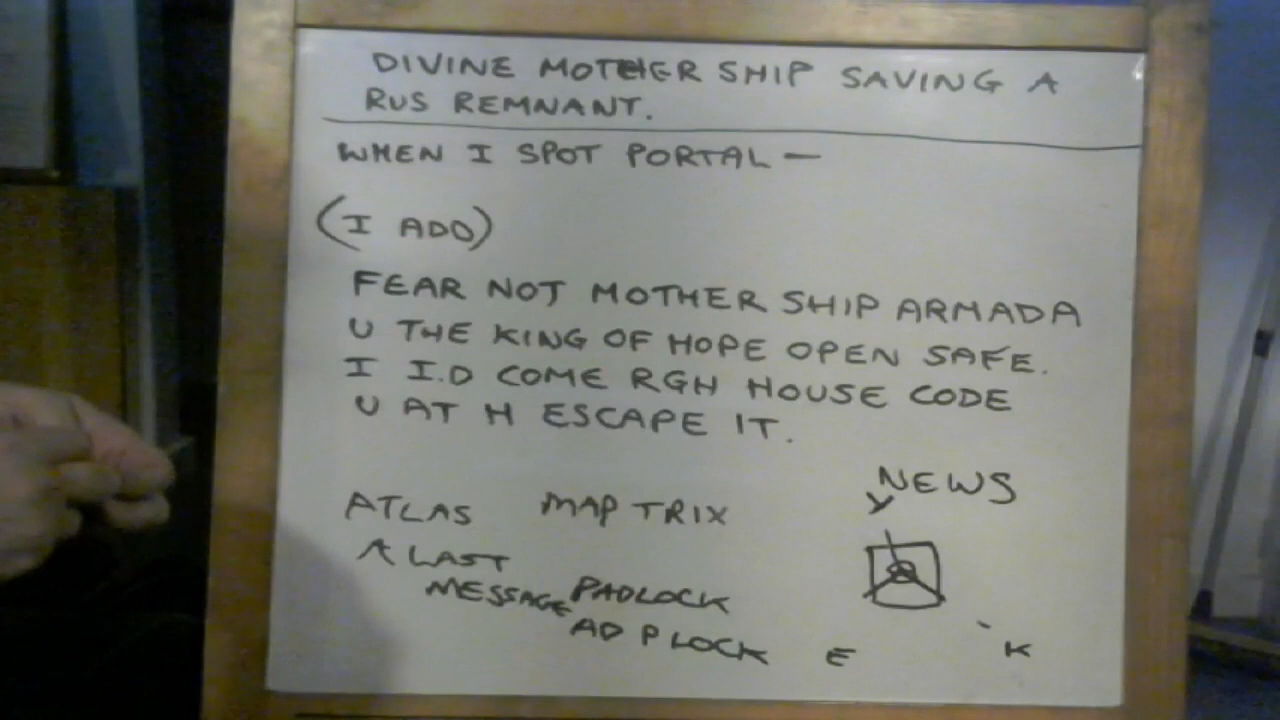 DIVINE MOTHER SHIP SAVING A
RUS REMNANT.
WHEN I SPOT PORTAL —
(I ADD)
FEAR NOT MOTHER SHIP ARMADA
U THE KING OF HOPE OPEN SAFE.
I I.D COME RGH HOUSE CODE
U AT H ESCAPE IT.
ATLAS MAP TRIX
A LAST
MESSAGE PADLOCK
AD P LOCK
NEWS
Y
E K